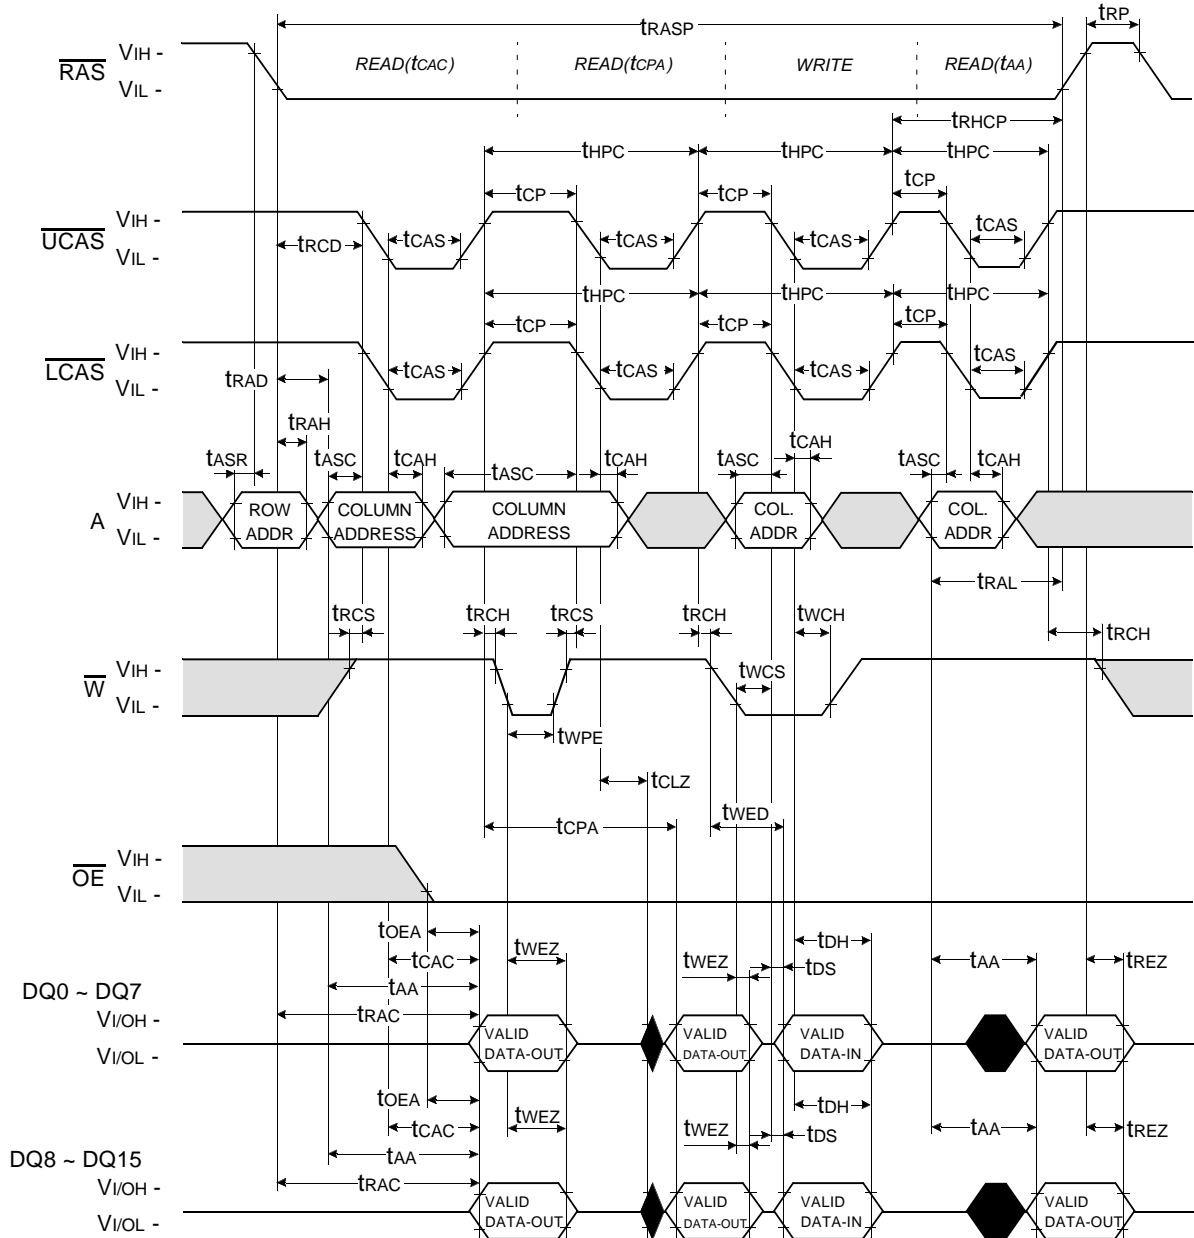 tRASP tRP
RAS VIH - VIL -
READ(tCAC) READ(tCPA) WRITE READ(tAA)
tRHCP
tHPC tHPC tHPC
tCP tCP tCP
UCAS VIH - VIL -
tRCD tCAS tCAS tCAS tCAS
tHPC tHPC tHPC
tCP tCP tCP
LCAS VIH - VIL -
tRAD tCAS tCAS tCAS tCAS
tRAH
tASR tASC tCAH tASC tCAH tASC tCAH tASC tCAH
A VIH - VIL -
ROW ADDR
COLUMN ADDRESS
COLUMN ADDRESS
COL. ADDR
COL. ADDR
tRAL
tRCS tRCH tRCS tRCH tWCH tRCH
W VIH - VIL -
tWCS
tWPE
tCLZ
tWED
tCPA
OE VIH - VIL -
tOEA tWEZ tDH
tCAC tWEZ tDS tAA tREZ
tAA
DQ0 ~ DQ7
tRAC
VI/OH - VI/OL -
VALID DATA-OUT
VALID DATA-OUT
VALID DATA-IN
VALID DATA-OUT
tOEA tWEZ tDH
tCAC tWEZ tDS tAA tREZ
tAA
DQ8 ~ DQ15
tRAC
VI/OH - VI/OL -
VALID DATA-OUT
VALID DATA-OUT
VALID DATA-IN
VALID DATA-OUT